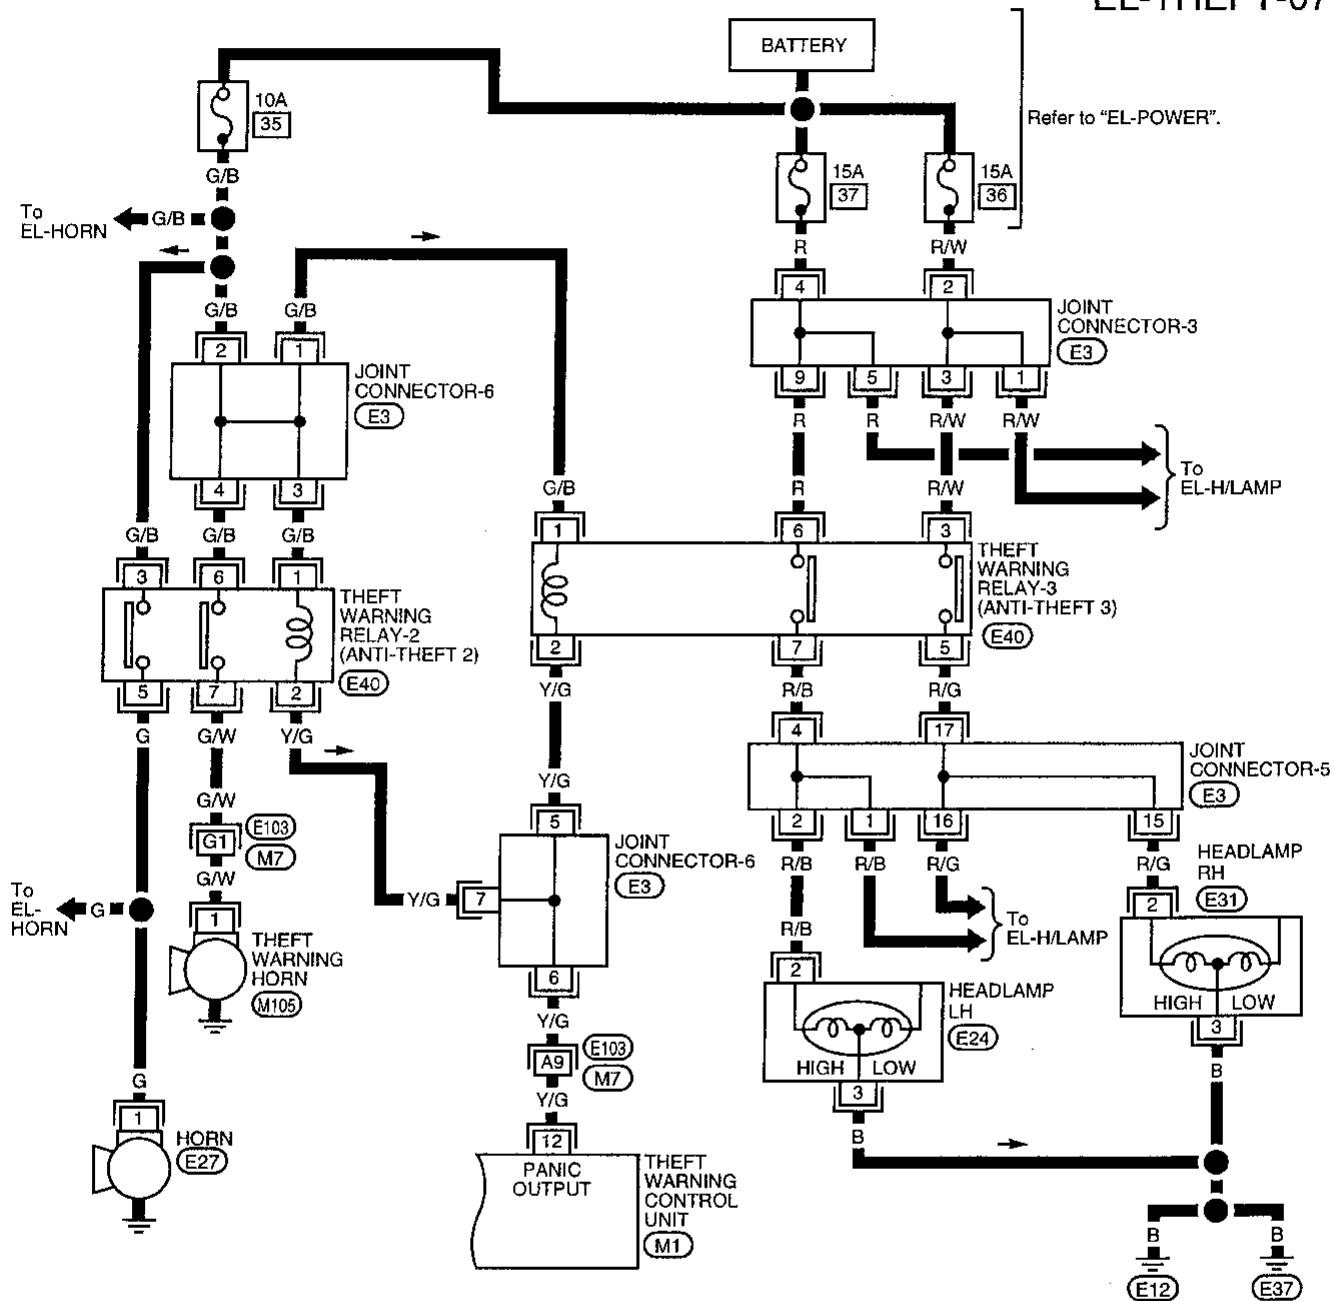 EL-THEFT-07
BATTERY
10A
35
Refer to "EL-POWER".
15A
37
15A
36
G/B
To
EL-HORN
G/B
R
R/W
4
2
G/B
G/B
JOINT
CONNECTOR-3
E3
2
1
9
5
3
1
JOINT
CONNECTOR-6
E3
R
R
R/W
R/W
To
EL-H/LAMP
4
3
G/B
R
R/W
G/B
G/B
G/B
1
6
3
3
6
1
THEFT
WARNING
RELAY-3
(ANTI-THEFT 3)
E40
THEFT
WARNING
RELAY-2
(ANTI-THEFT 2)
E40
2
7
5
5
7
2
Y/G
R/B
R/G
G
G/W
Y/G
4
17
JOINT
CONNECTOR-5
E3
Y/G
G/W
5
2
1
16
15
G1
E103
M7
JOINT
CONNECTOR-6
E3
R/B
R/B
R/G
R/G
HEADLAMP
RH
E31
G/W
To
EL-
HORN
G
1
Y/G
7
R/B
To
EL-H/LAMP
2
THEFT
WARNING
HORN
M105
6
2
HIGH
LOW
HEADLAMP
LH
E24
3
Y/G
A9
E103
M7
HIGH
LOW
B
G
Y/G
3
1
12
B
HORN
E27
PANIC
OUTPUT
THEFT
WARNING
CONTROL
UNIT
M1
B
B
E12
E37